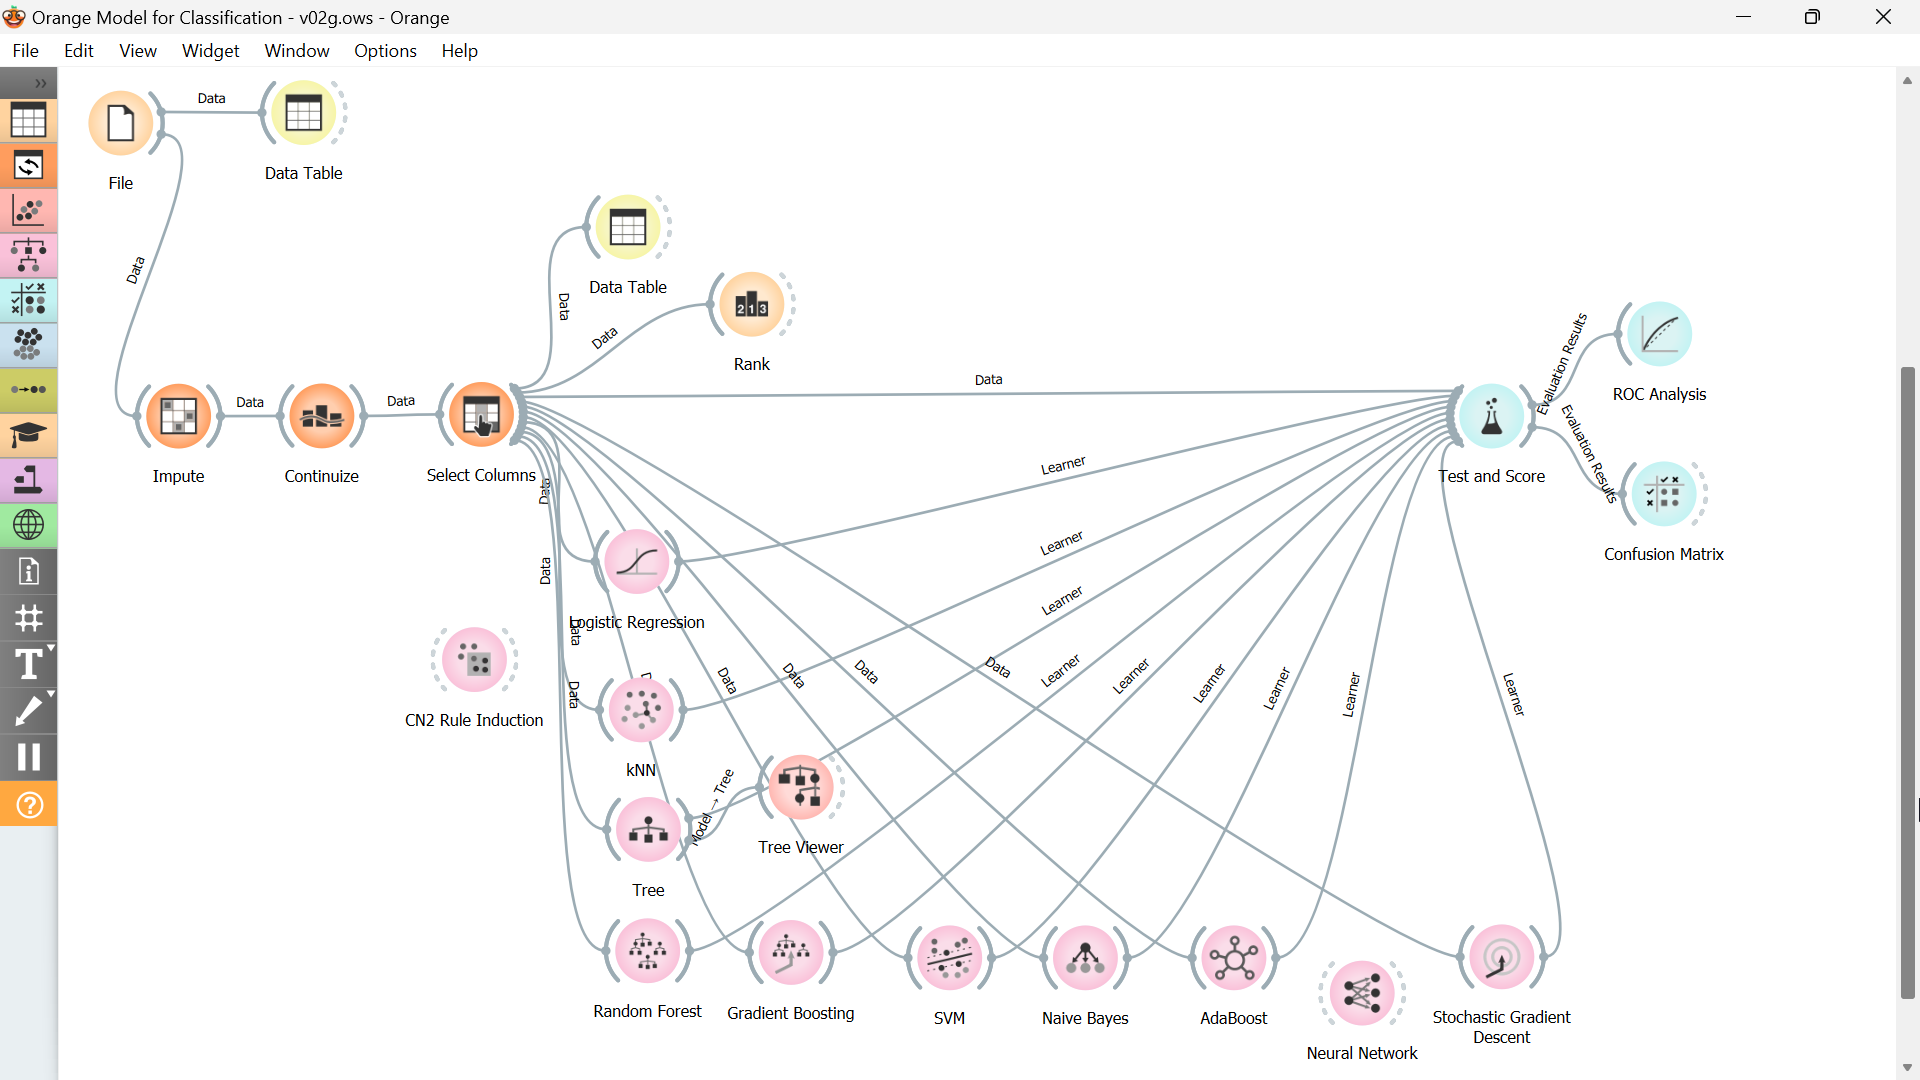 Orange Model for Classification - v02g.ows - Orange
File Edit View Widget Window Options Help
Data
File
Data Table
Data
Data Table
Data
Data
Rank
Data
Evaluation Results
ROC Analysis
Data
Data
Impute
Continuize
Select Columns
Test and Score
Evaluation Results
Confusion Matrix
Data
Learner
Learner
Data
Learner
Logistic Regression
Data
CN2 Rule Induction
Data
Data
Data
Data
Data
Learner
Learner
Learner
Learner
Learner
Learner
kNN
Model → Tree
Tree Viewer
Tree
Random Forest
Gradient Boosting
SVM
Naive Bayes
AdaBoost
Neural Network
Stochastic Gradient
Descent